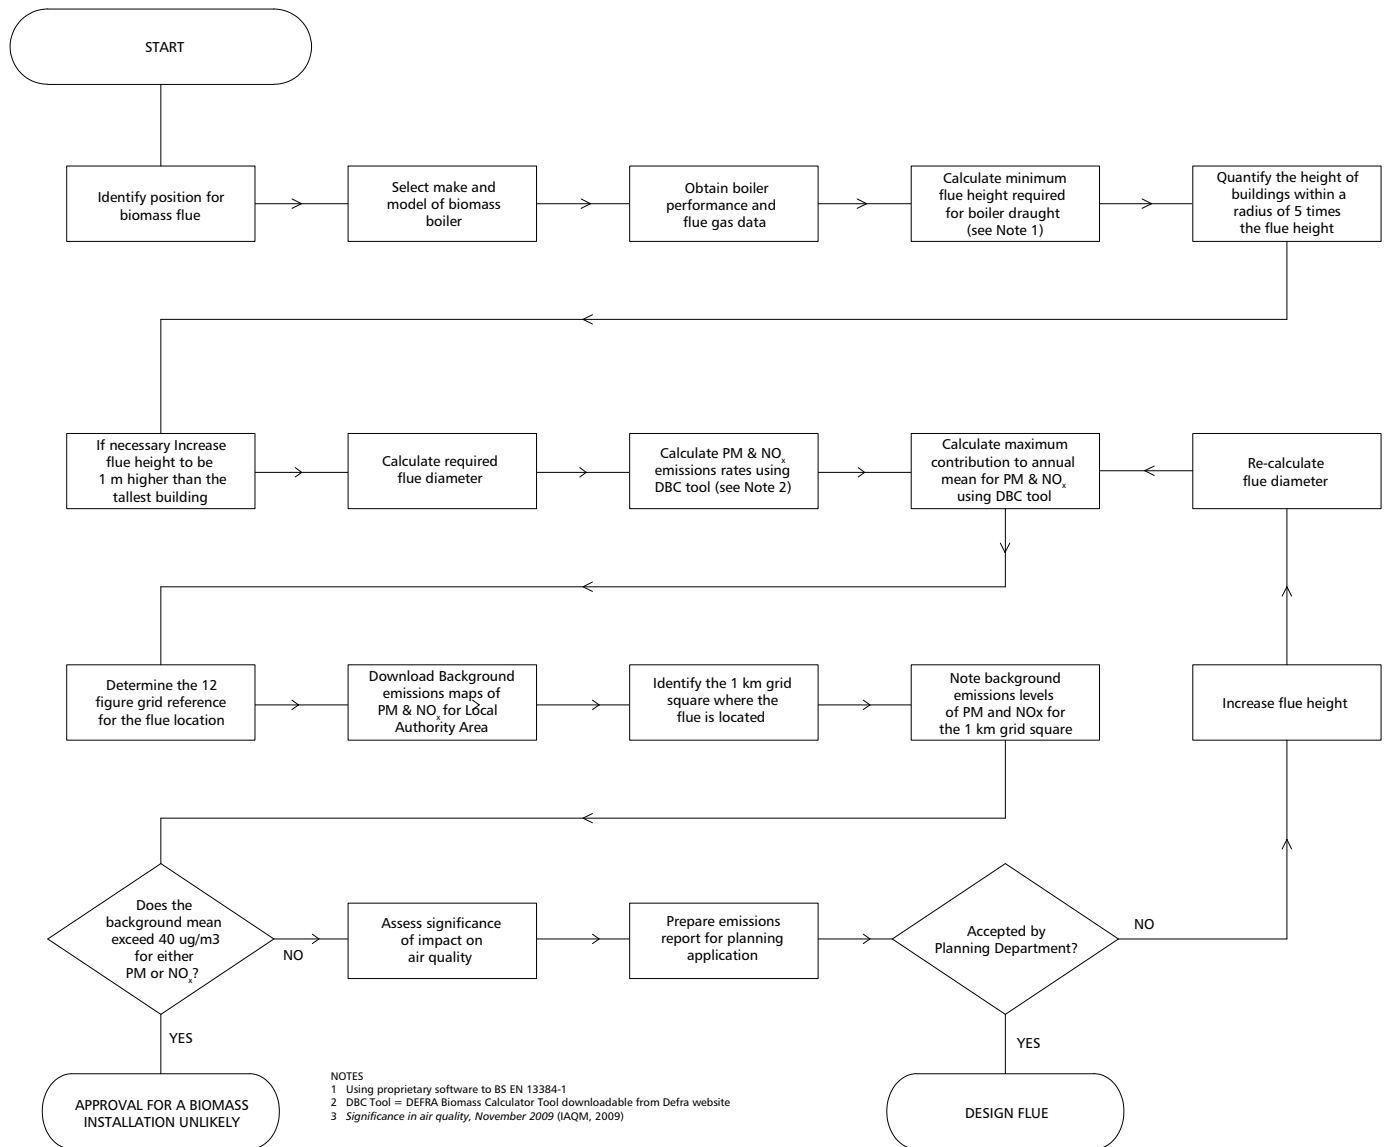 START
Identify position for
biomass flue
Select make and
model of biomass
boiler
Obtain boiler
performance and
flue gas data
Calculate minimum
flue height required
for boiler draught
(see Note 1)
Quantify the height of
buildings within a
radius of 5 times
the flue height
If necessary Increase
flue height to be
1 m higher than the
tallest building
Calculate required
flue diameter
Calculate PM & NOₓ
emissions rates using
DBC tool (see Note 2)
Calculate maximum
contribution to annual
mean for PM & NOₓ
using DBC tool
Re-calculate
flue diameter
Determine the 12
figure grid reference
for the flue location
Download Background
emissions maps of
PM & NOₓ for Local
Authority Area
Identify the 1 km grid
square where the
flue is located
Note background
emissions levels
of PM and NOx for
the 1 km grid square
Increase flue height
Does the
background mean
exceed 40 ug/m3
for either
PM or NOₓ?
NO
Assess significance
of impact on
air quality
Prepare emissions
report for planning
application
Accepted by
Planning Department?
NO
YES
YES
APPROVAL FOR A BIOMASS
INSTALLATION UNLIKELY
DESIGN FLUE
NOTES
1 Using proprietary software to BS EN 13384-1
2 DBC Tool = DEFRA Biomass Calculator Tool downloadable from Defra website
3 Significance in air quality, November 2009 (IAQM, 2009)